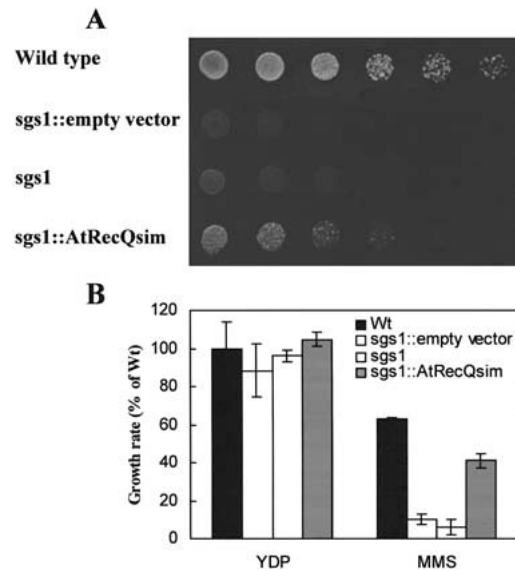 A
Wild type
sgs1::empty vector
sgs1
sgs1::AtRecQsim
B
Growth rate (% of Wt)
120
100
80
60
40
20
0
Wt
sgs1::empty vector
sgs1
sgs1::AtRecQsim
YDP
MMS